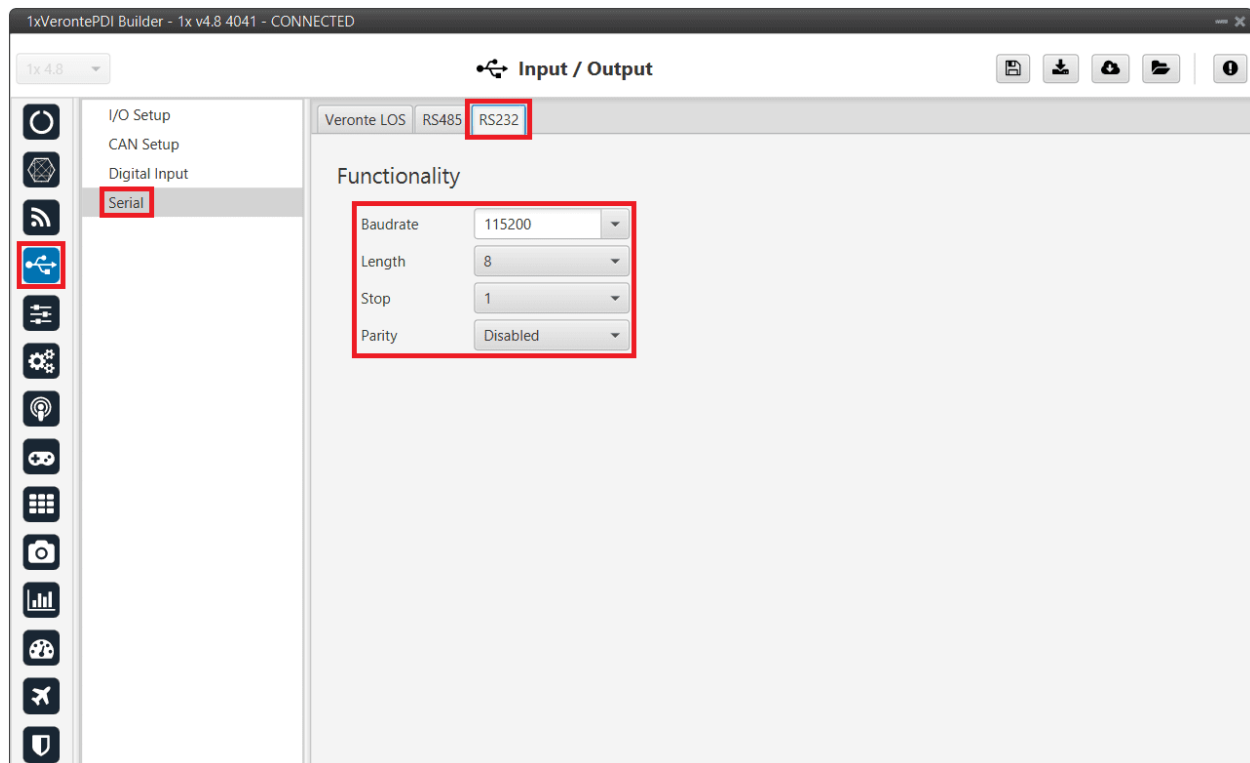 1xVerontePDI Builder - 1x v4.8 4041 - CONNECTED
1x 4.8
Input / Output
I/O Setup
CAN Setup
Digital Input
Serial
Veronte LOS RS485 RS232
Functionality
Baudrate 115200
Length 8
Stop 1
Parity Disabled